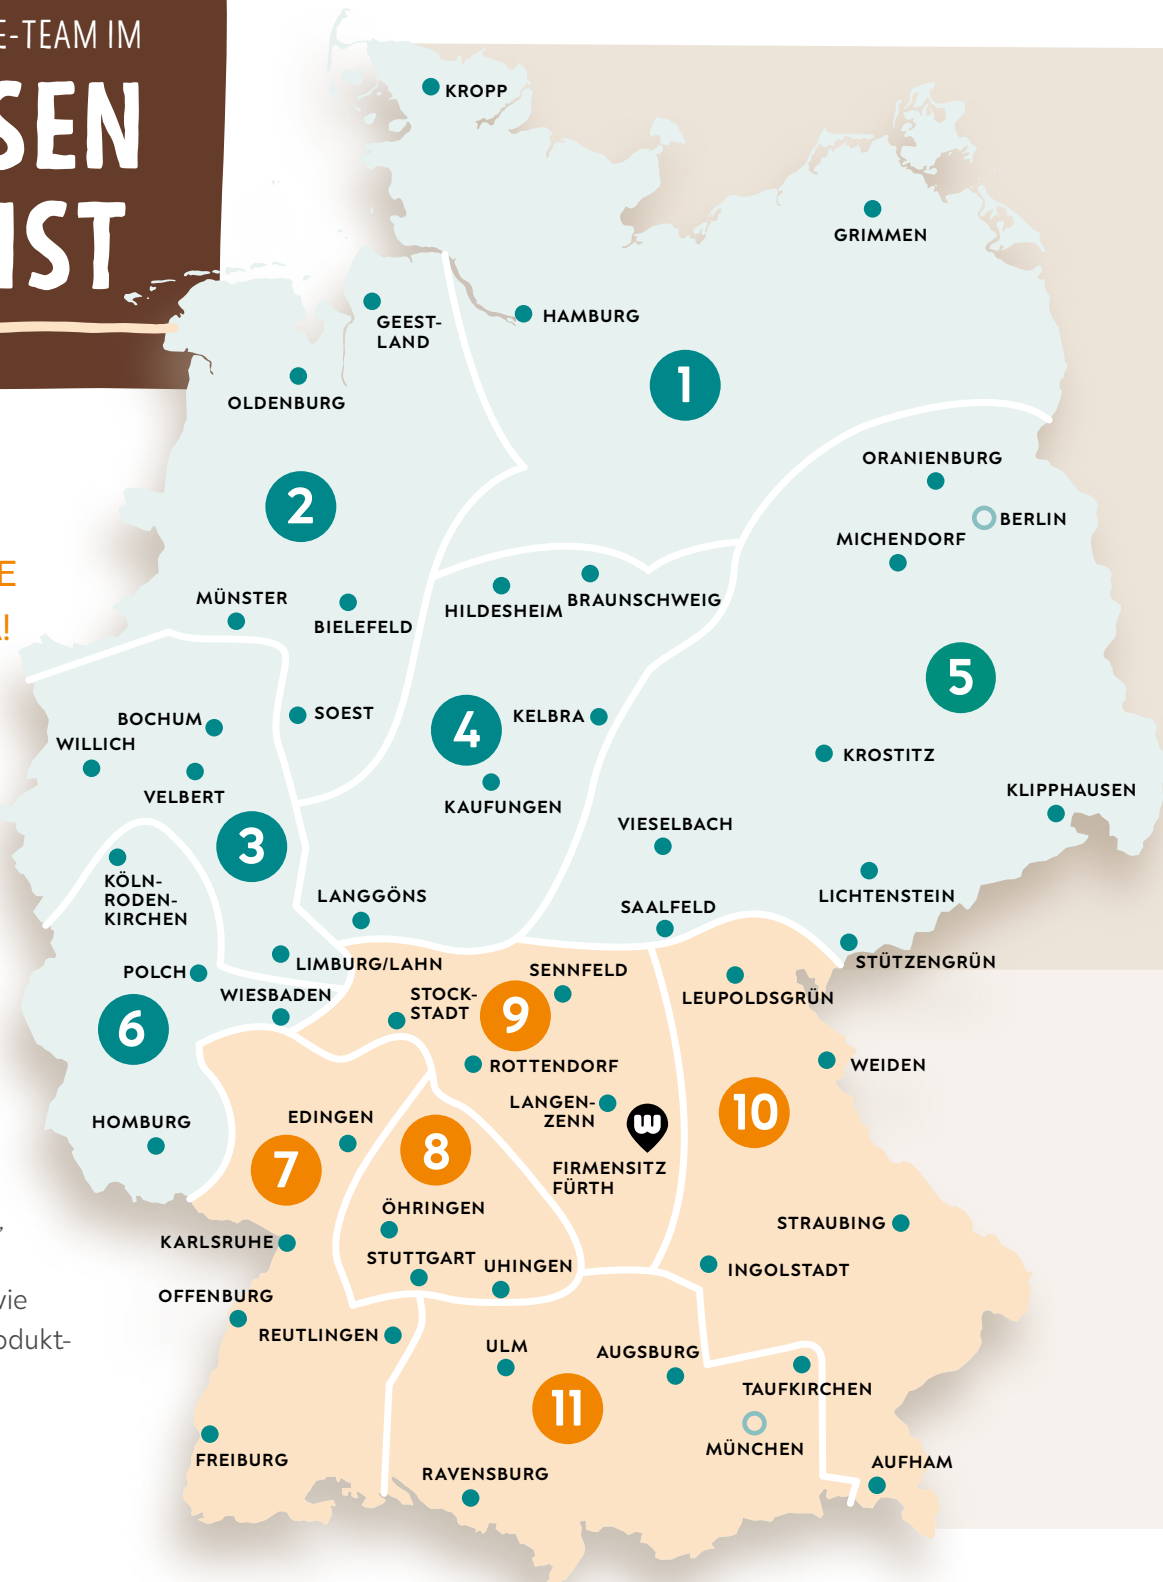 E-TEAM IM
SEN
IST
E
!
vie
odukt-
KROPP
GRIMMEN
GEEST-
LAND
HAMBURG
1
OLDENBURG
ORANIENBURG
2
BERLIN
MICHENDORF
MÜNSTER
BIELEFELD
HILDESHEIM
BRAUNSCHWEIG
5
BOCHUM
SOEST
4
KELBRA
WILLICH
KROSTITZ
VELBERT
KAUFUNGEN
KLIPPHAUSEN
VIESELBACH
3
KÖLN-
RODEN-
KIRCHEN
LANGGÖNS
LICHTENSTEIN
SAALFELD
LIMBURG/LAHN
STÜTZENGRÜN
POLCH
SENNFELD
WIESBADEN
STOCK-
STADT
LEUPOLDSGRÜN
9
6
ROTTENDORF
WEIDEN
LANGEN-
ZENN
10
HOMBURG
EDINGEN
8
7
FIRMENSITZ
FÜRTH
ÖHRINGEN
STRAUBING
KARLSRUHE
STUTTGART
UHINGEN
INGOLSTADT
OFFENBURG
REUTLINGEN
ULM
AUGSBURG
TAUFKIRCHEN
11
MÜNCHEN
FREIBURG
RAVENSBURG
AUFHAM